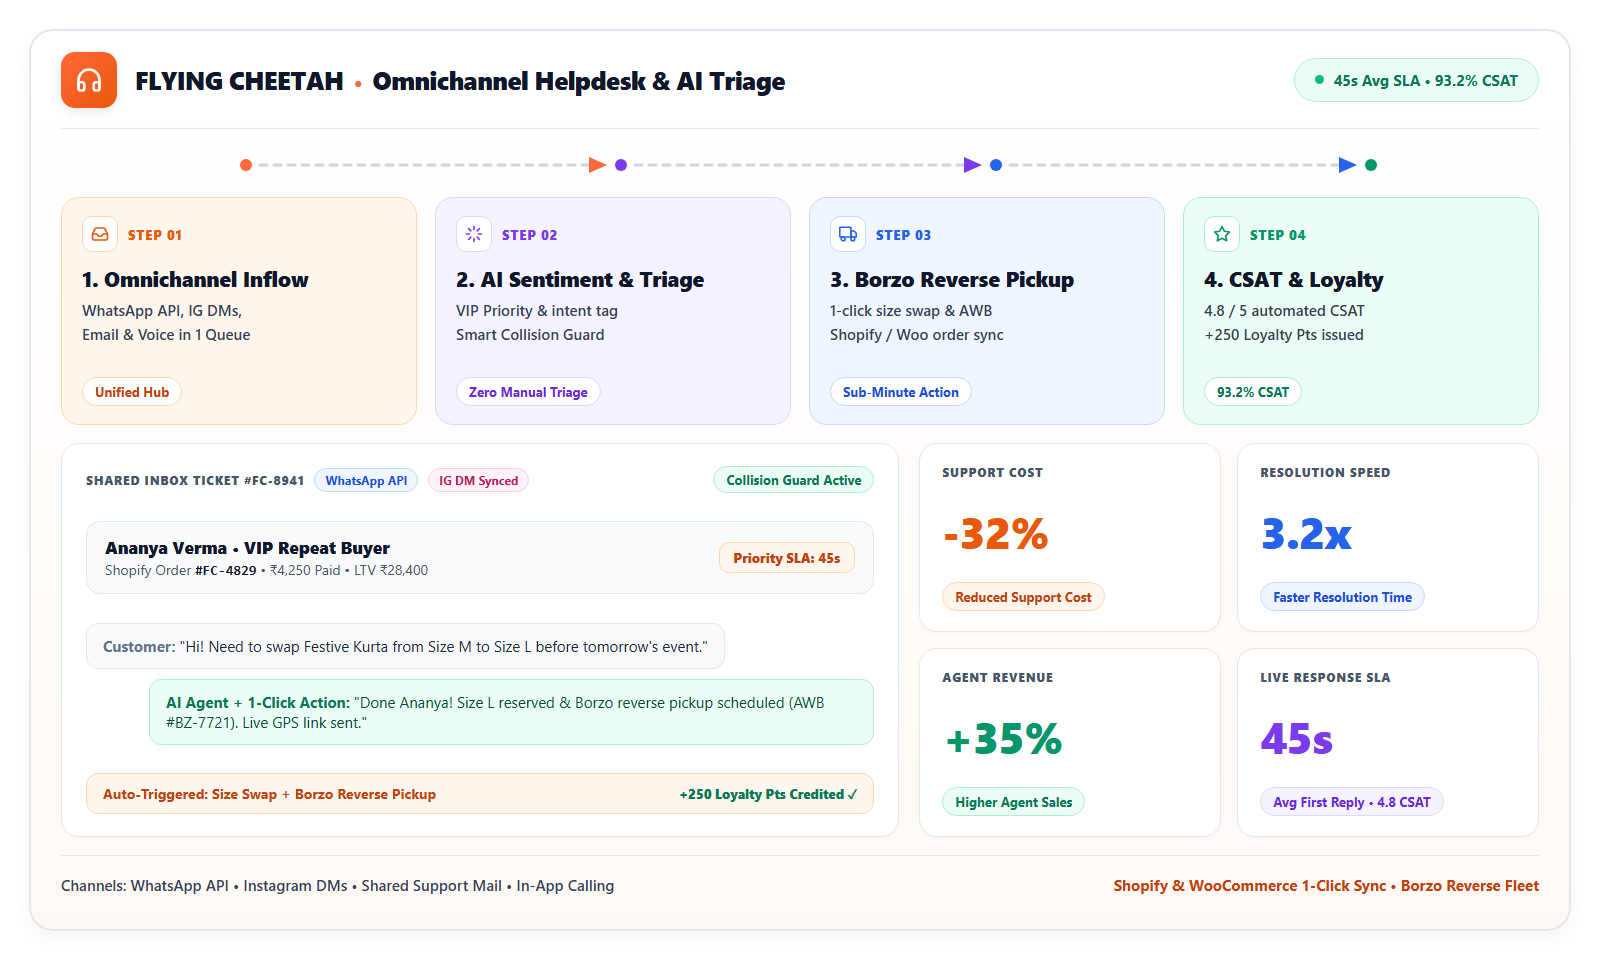 FLYING CHEETAH • Omnichannel Helpdesk & AI Triage
45s Avg SLA • 93.2% CSAT
STEP 01
1. Omnichannel Inflow
WhatsApp API, IG DMs,
Email & Voice in 1 Queue
Unified Hub
STEP 02
2. AI Sentiment & Triage
VIP Priority & intent tag
Smart Collision Guard
Zero Manual Triage
STEP 03
3. Borzo Reverse Pickup
1-click size swap & AWB
Shopify / Woo order sync
Sub-Minute Action
STEP 04
4. CSAT & Loyalty
4.8 / 5 automated CSAT
+250 Loyalty Pts issued
93.2% CSAT
SHARED INBOX TICKET #FC-8941
WhatsApp API
IG DM Synced
Collision Guard Active
Ananya Verma • VIP Repeat Buyer
Shopify Order #FC-4829 • ₹4,250 Paid • LTV ₹28,400
Priority SLA: 45s
Customer: "Hi! Need to swap Festive Kurta from Size M to Size L before tomorrow's event."
AI Agent + 1-Click Action: "Done Ananya! Size L reserved & Borzo reverse pickup scheduled (AWB
#BZ-7721). Live GPS link sent."
Auto-Triggered: Size Swap + Borzo Reverse Pickup
+250 Loyalty Pts Credited ✓
SUPPORT COST
-32%
Reduced Support Cost
RESOLUTION SPEED
3.2x
Faster Resolution Time
AGENT REVENUE
+35%
Higher Agent Sales
LIVE RESPONSE SLA
45s
Avg First Reply • 4.8 CSAT
Channels: WhatsApp API • Instagram DMs • Shared Support Mail • In-App Calling
Shopify & WooCommerce 1-Click Sync • Borzo Reverse Fleet